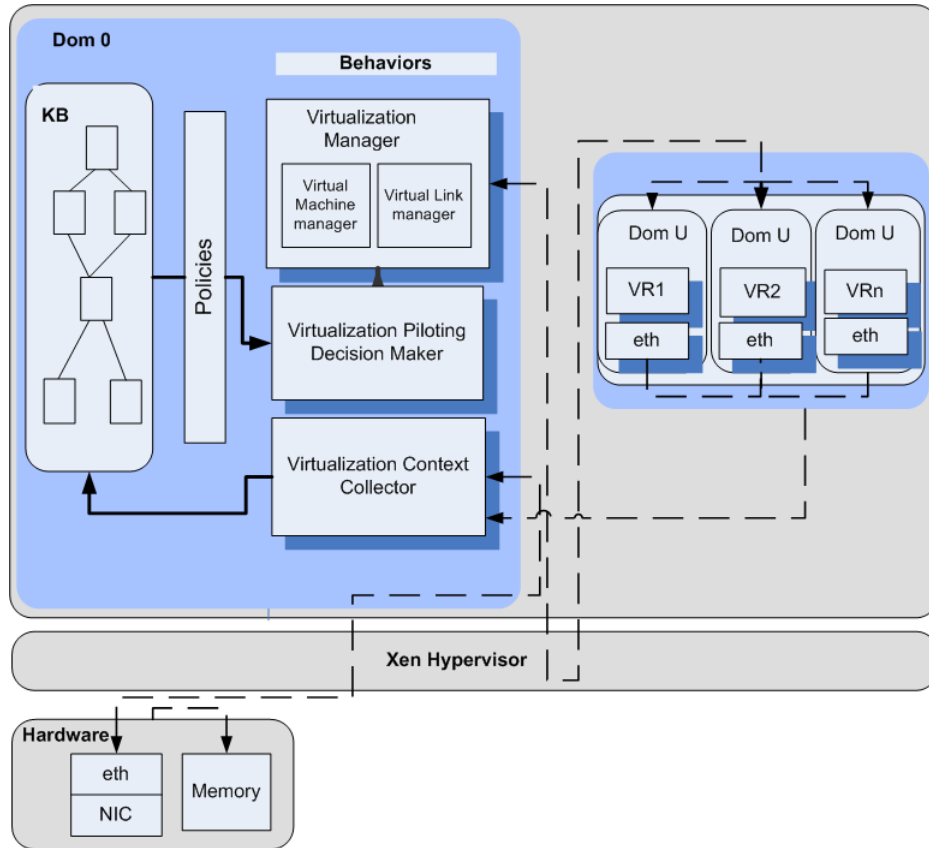 Dom 0
Behaviors
KB
Policies
Virtualization
Manager
Virtual
Machine
manager
Virtual Link
manager
Virtualization Piloting
Decision Maker
Virtualization Context
Collector
Dom U
VR1
eth
Dom U
VR2
eth
Dom U
VRn
eth
Xen Hypervisor
Hardware
eth
NIC
Memory